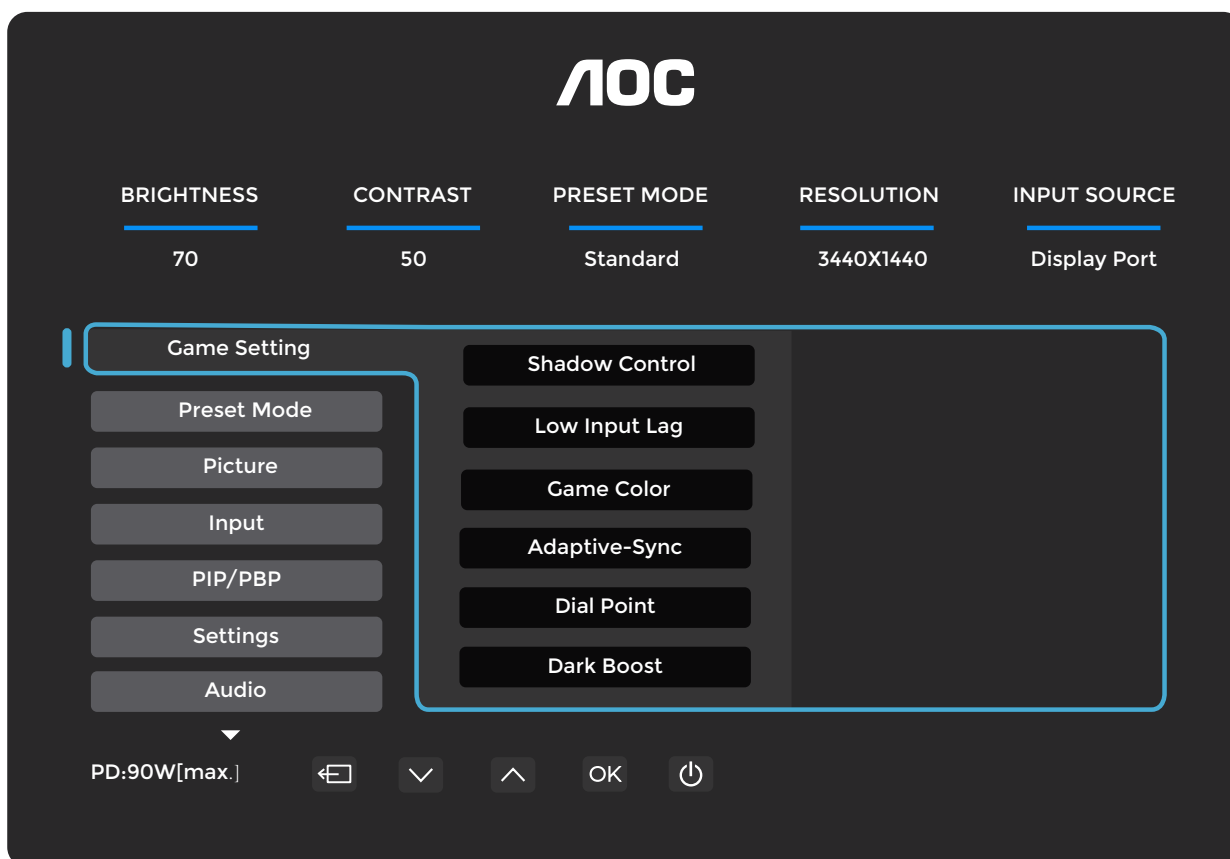 AOC
BRIGHTNESS CONTRAST PRESET MODE RESOLUTION INPUT SOURCE
70 50 Standard 3440X1440 Display Port
Game Setting
Preset Mode
Picture
Input
PIP/PBP
Settings
Audio
Shadow Control
Low Input Lag
Game Color
Adaptive-Sync
Dial Point
Dark Boost
PD:90W[max.]
OK